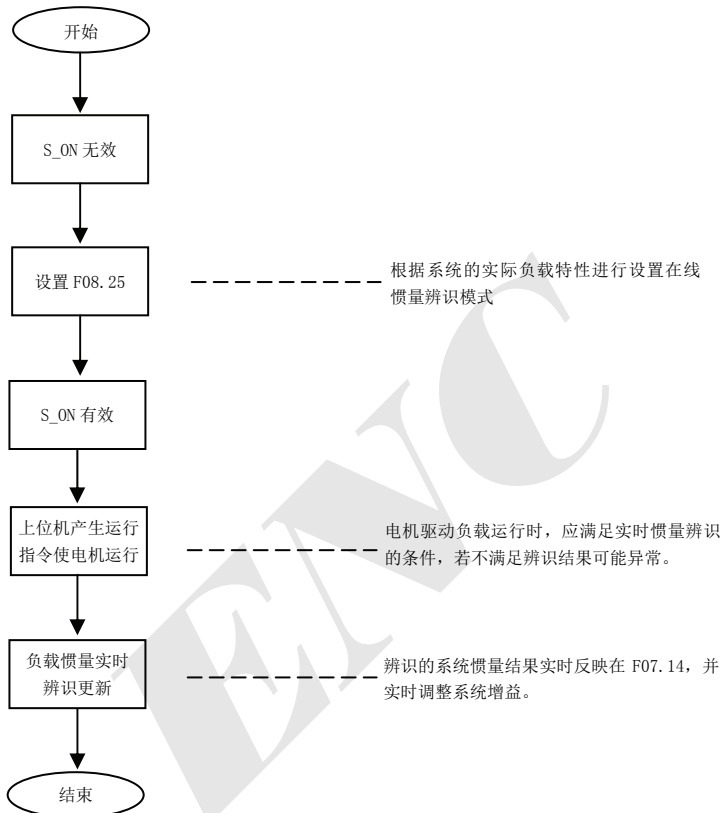 开始
S_ON 无效
设置 F08.25
根据系统的实际负载特性进行设置在线
惯量辨识模式
S_ON 有效
上位机产生运行
指令使电机运行
电机驱动负载运行时，应满足实时惯量辨识
的条件，若不满足辨识结果可能异常。
负载惯量实时
辨识更新
辨识的系统惯量结果实时反映在 F07.14，并
实时调整系统增益。
结束
ENC